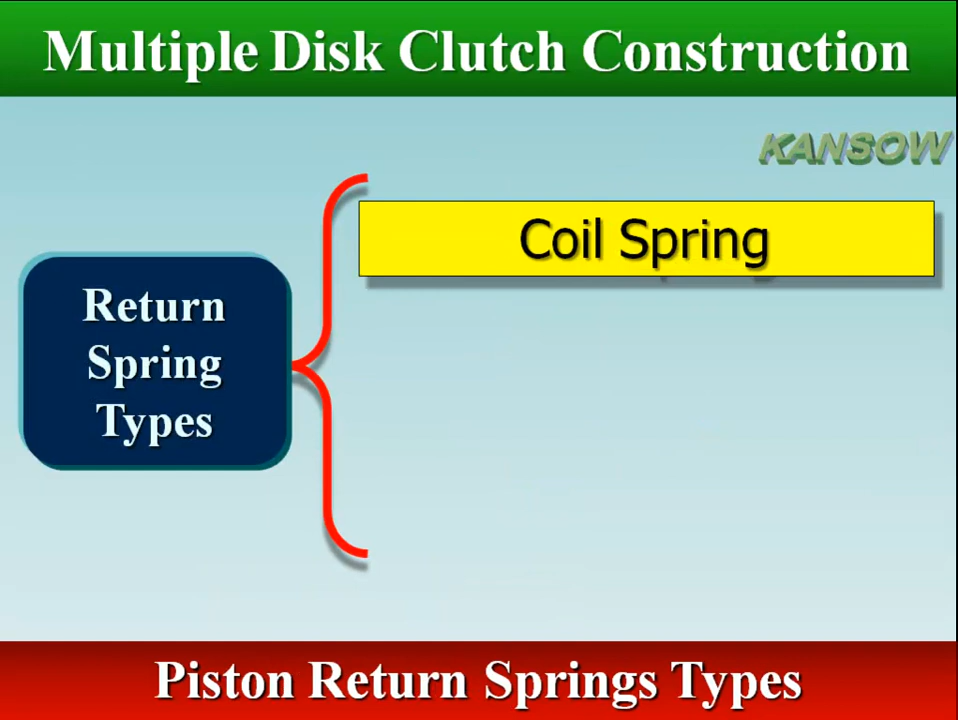 Multiple Disk Clutch Construction
KANSOW
Coil Spring
Return
Spring
Types
Piston Return Springs Types